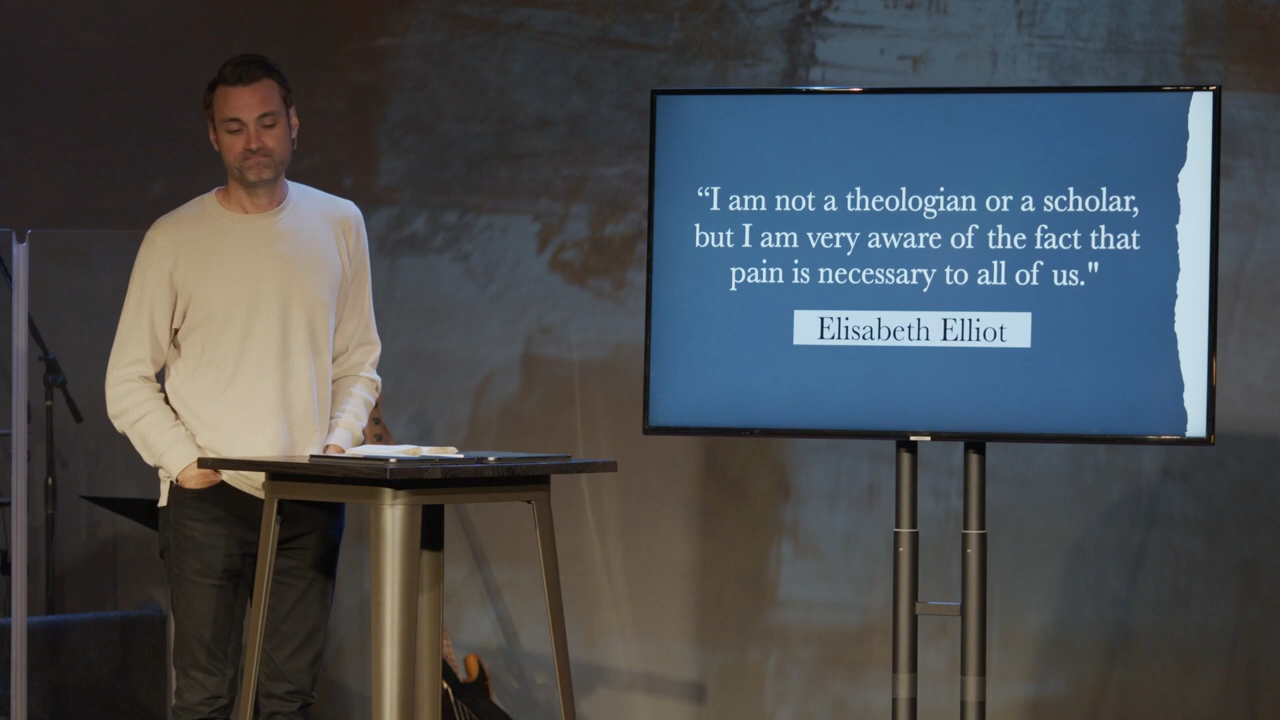 “I am not a theologian or a scholar,
but I am very aware of the fact that
pain is necessary to all of us."
Elisabeth Elliot